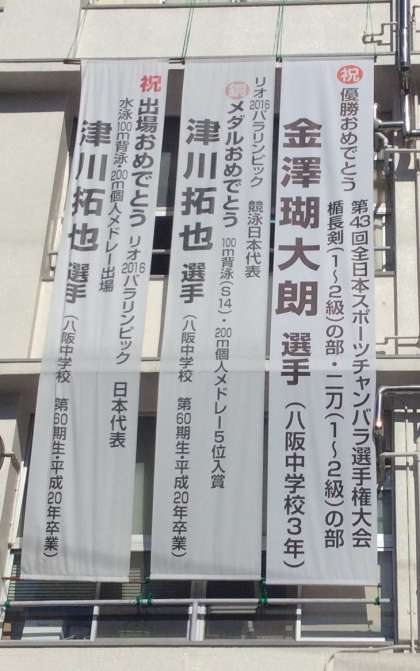 祝 優勝おめでとう
第43回全日本スポーツチャンバラ選手権大会
楯長剣(1〜2級)の部・二刀(1〜2級)の部
金澤瑚大朗 選手 (八阪中学校3年)
リオ2016パラリンピック 競泳日本代表
銅メダルおめでとう 100m背泳(S14)・200m個人メドレー5位入賞
津川拓也 選手 (八阪中学校 第60期生・平成20年卒業)
祝 出場おめでとう リオ2016パラリンピック 日本代表
水泳100m背泳・200m個人メドレー出場
津川拓也 選手 (八阪中学校 第60期生・平成20年卒業)